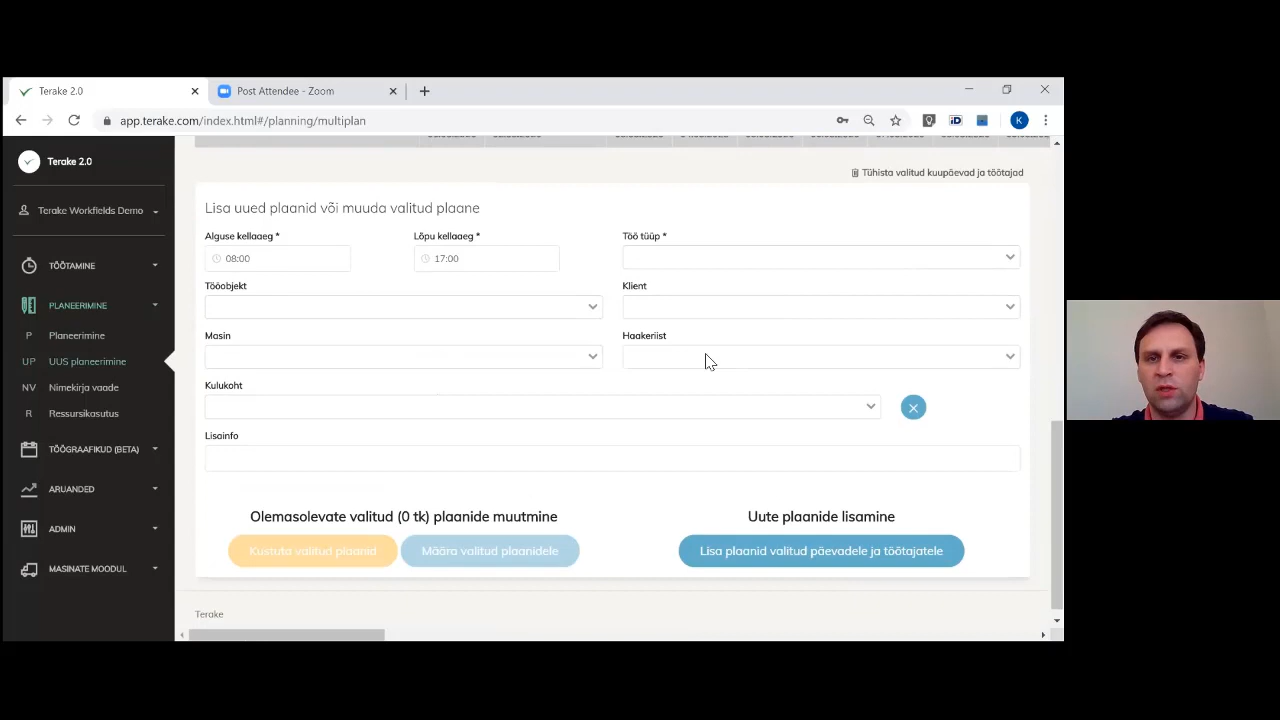 Terake 2.0
Post Attendee - Zoom
app.terake.com/index.html#/planning/multiplan
K
iD
Terake 2.0
Terake Workfields Demo
TÖÖTAMINE
PLANEERIMINE
P Planeerimine
UP UUS planeerimine
NV Nimekirja vaade
R Ressursikasutus
TÖÖGRAAFIKUD (BETA)
ARUANDED
ADMIN
MASINATE MOODUL
Tühista valitud kuupäevad ja töötajad
Lisa uued plaanid või muuda valitud plaane
Alguse kellaaeg *
Lõpu kellaaeg *
Töö tüüp *
08:00
17:00
Tööobjekt
Klient
Masin
Haakeriist
Kulukoht
Lisainfo
Olemasolevate valitud (0 tk) plaanide muutmine
Uute plaanide lisamine
Kustuta valitud plaanid
Määra valitud plaanidele
Lisa plaanid valitud päevadele ja töötajatele
Terake